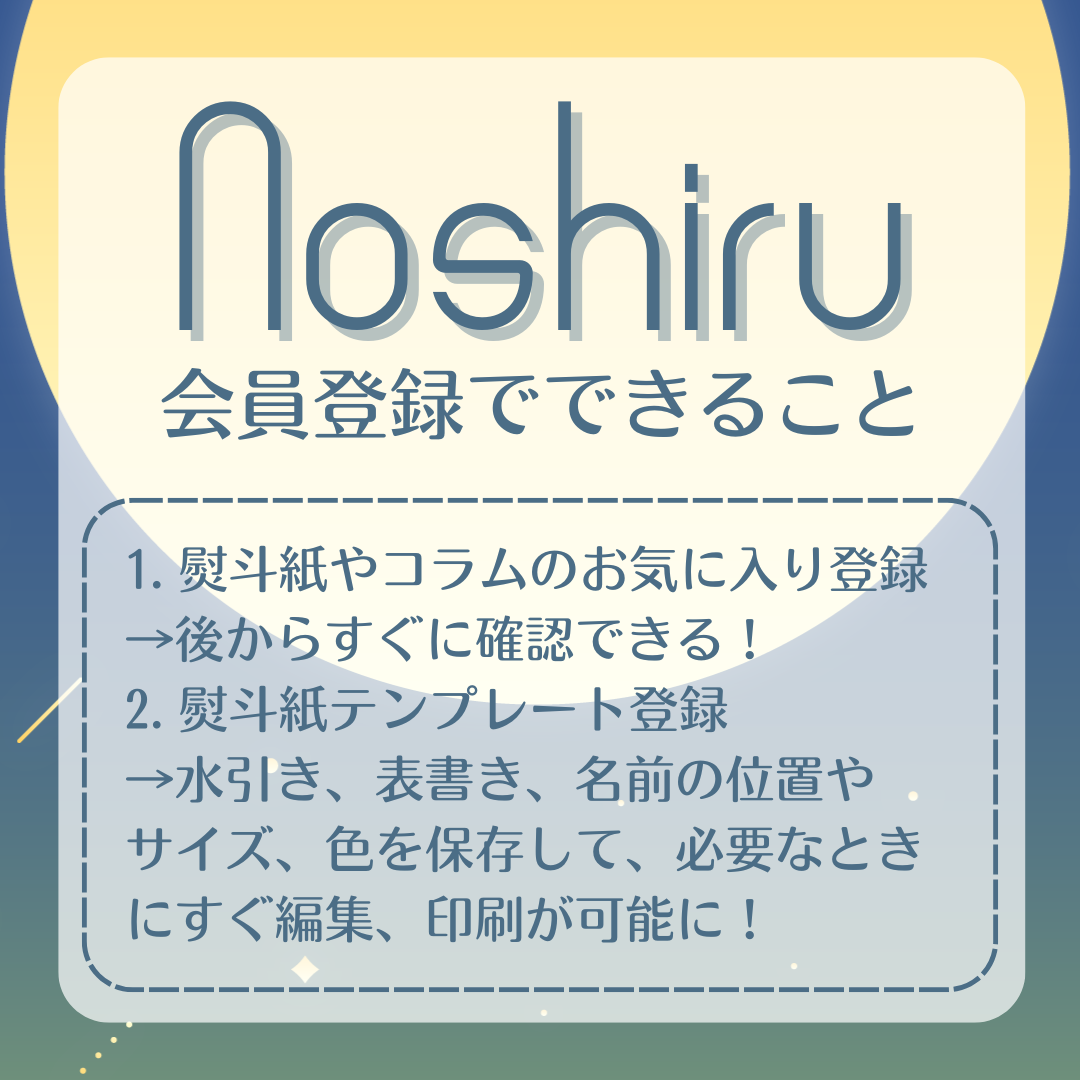 Noshiru
会員登録でできること
1. 熨斗紙やコラムのお気に入り登録
→後からすぐに確認できる！
2. 熨斗紙テンプレート登録
→水引き、表書き、名前の位置や
サイズ、色を保存して、必要なとき
にすぐ編集、印刷が可能に！